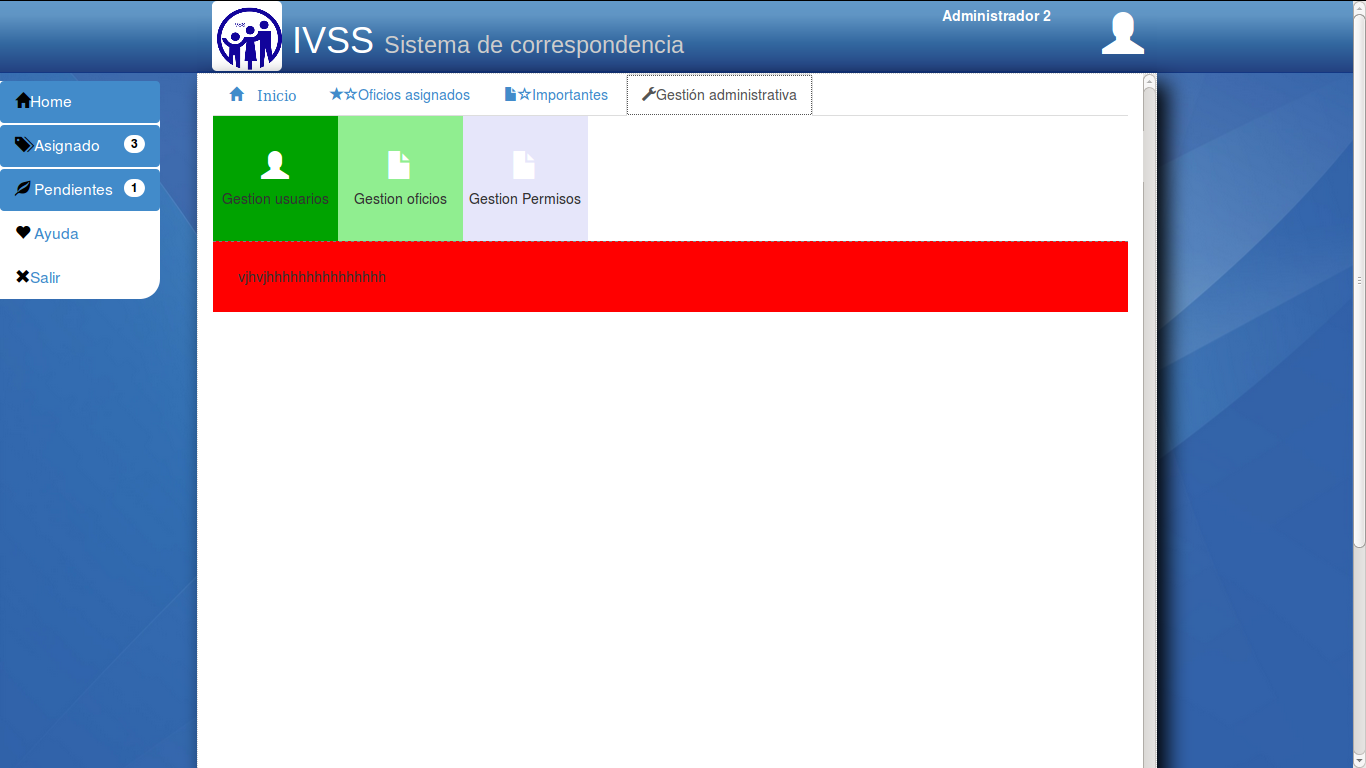 IVSS Sistema de correspondencia
Administrador 2
Home
Asignado 3
Pendientes 1
Ayuda
Salir
Inicio
Oficios asignados
Importantes
Gestión administrativa
Gestion usuarios
Gestion oficios
Gestion Permisos
vjhvjhhhhhhhhhhhhhhh